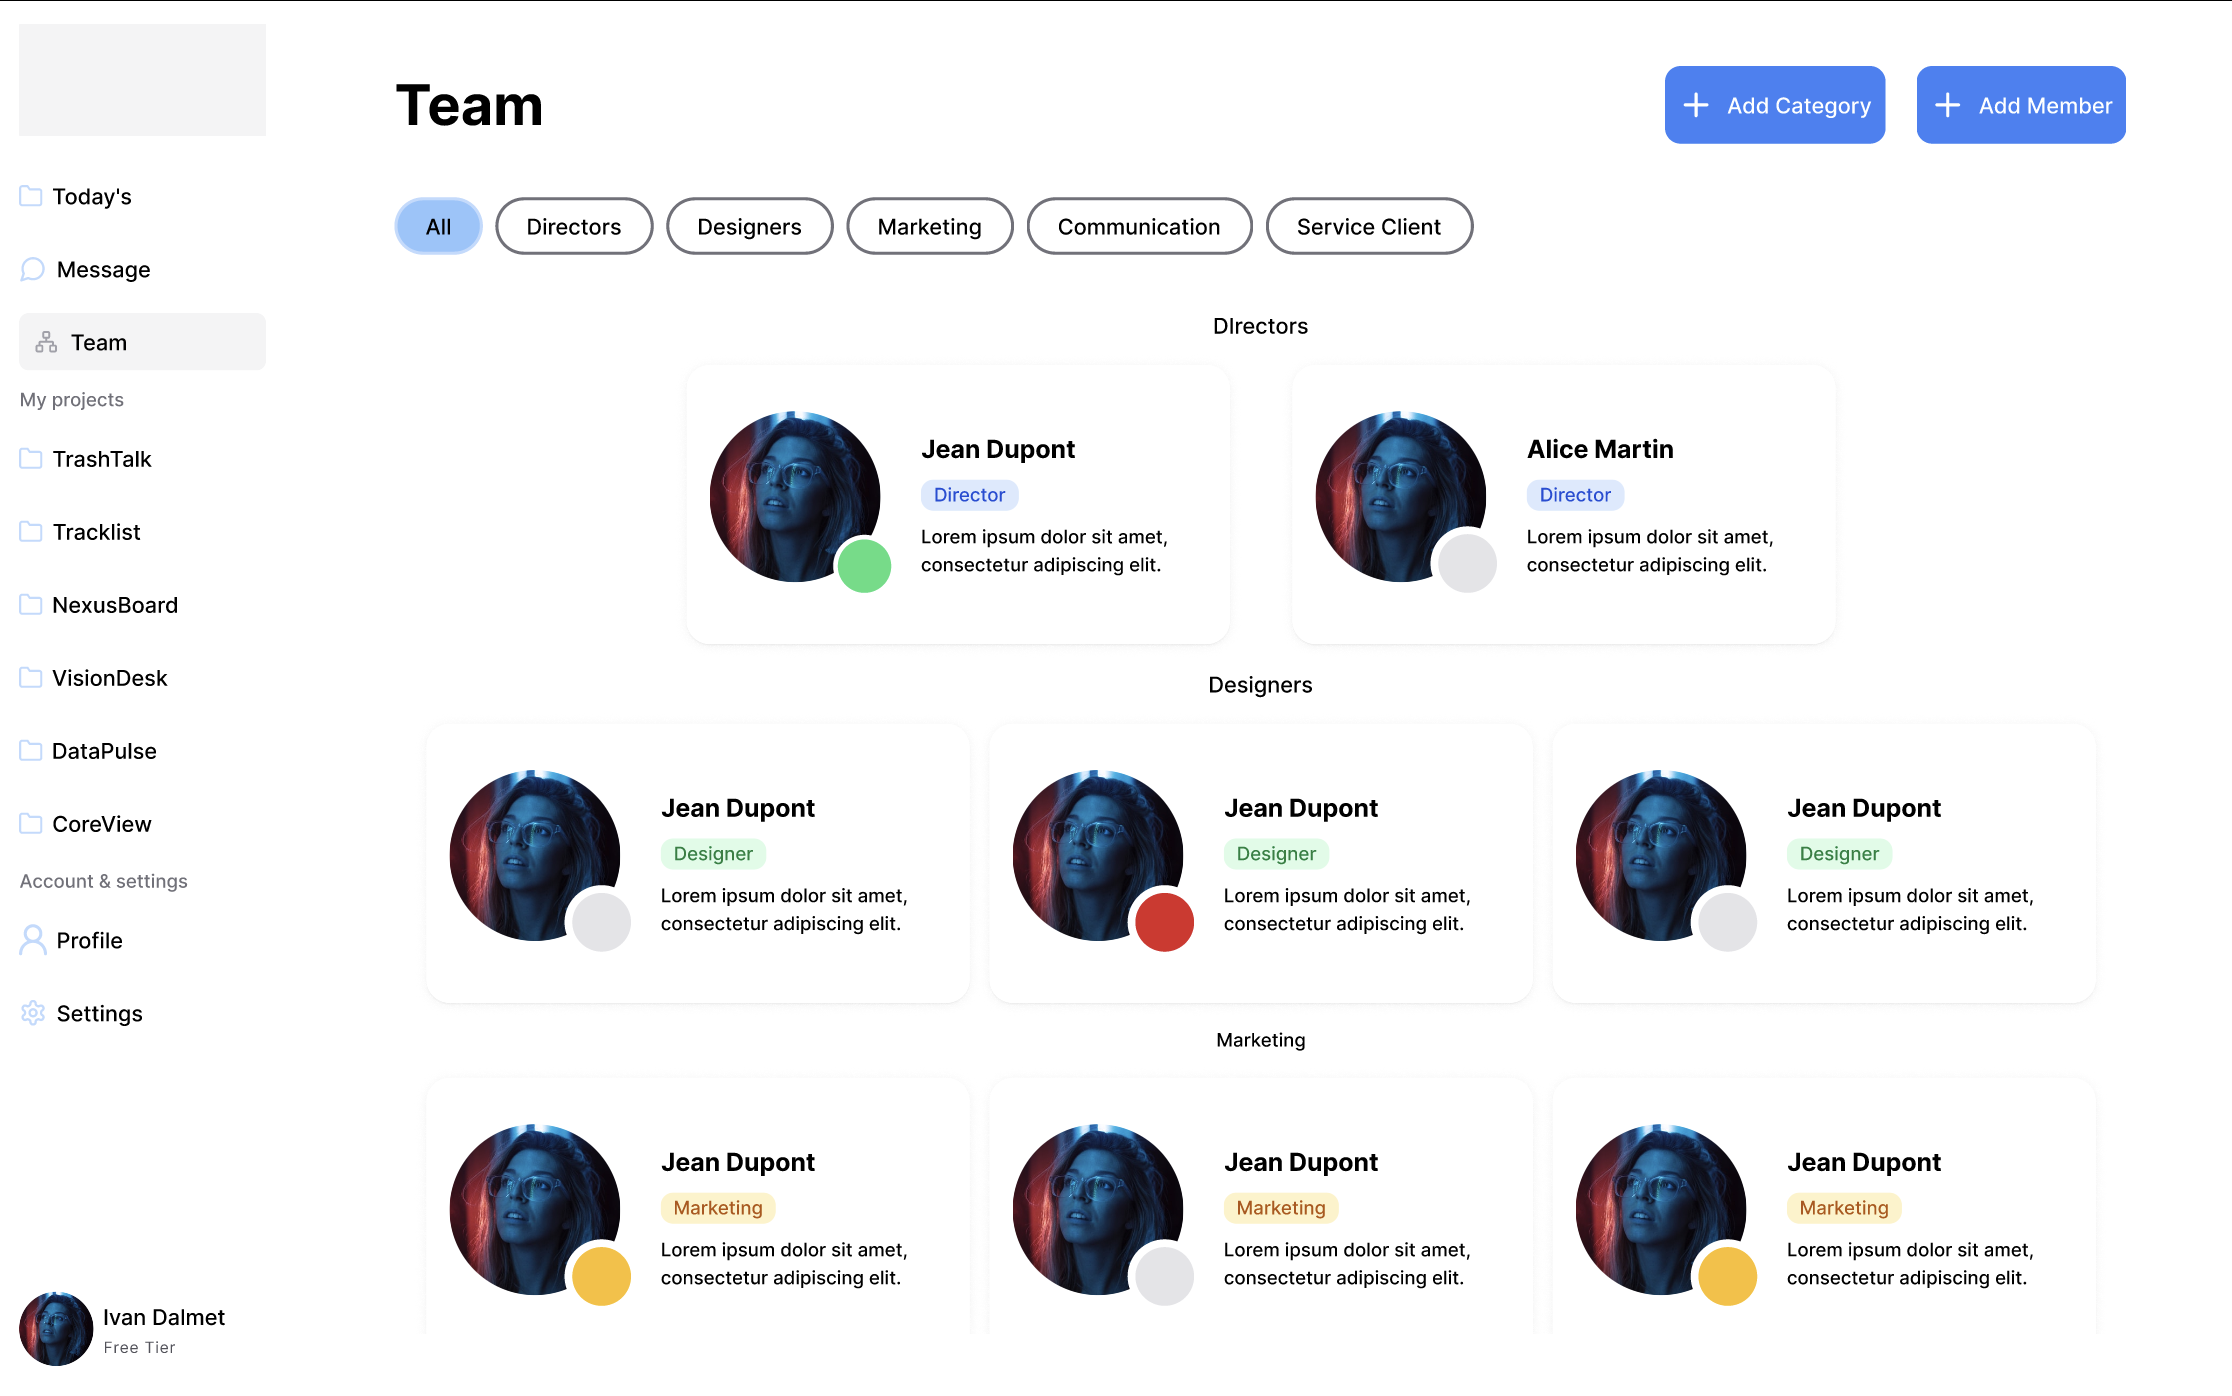 Team
Add Category
Add Member
Today's
Message
Team
My projects
TrashTalk
Tracklist
NexusBoard
VisionDesk
DataPulse
CoreView
Account & settings
Profile
Settings
Ivan Dalmet
Free Tier
All
Directors
Designers
Marketing
Communication
Service Client
DIrectors
Jean Dupont
Director
Lorem ipsum dolor sit amet,
consectetur adipiscing elit.
Alice Martin
Director
Lorem ipsum dolor sit amet,
consectetur adipiscing elit.
Designers
Jean Dupont
Designer
Lorem ipsum dolor sit amet,
consectetur adipiscing elit.
Jean Dupont
Designer
Lorem ipsum dolor sit amet,
consectetur adipiscing elit.
Jean Dupont
Designer
Lorem ipsum dolor sit amet,
consectetur adipiscing elit.
Marketing
Jean Dupont
Marketing
Lorem ipsum dolor sit amet,
consectetur adipiscing elit.
Jean Dupont
Marketing
Lorem ipsum dolor sit amet,
consectetur adipiscing elit.
Jean Dupont
Marketing
Lorem ipsum dolor sit amet,
consectetur adipiscing elit.